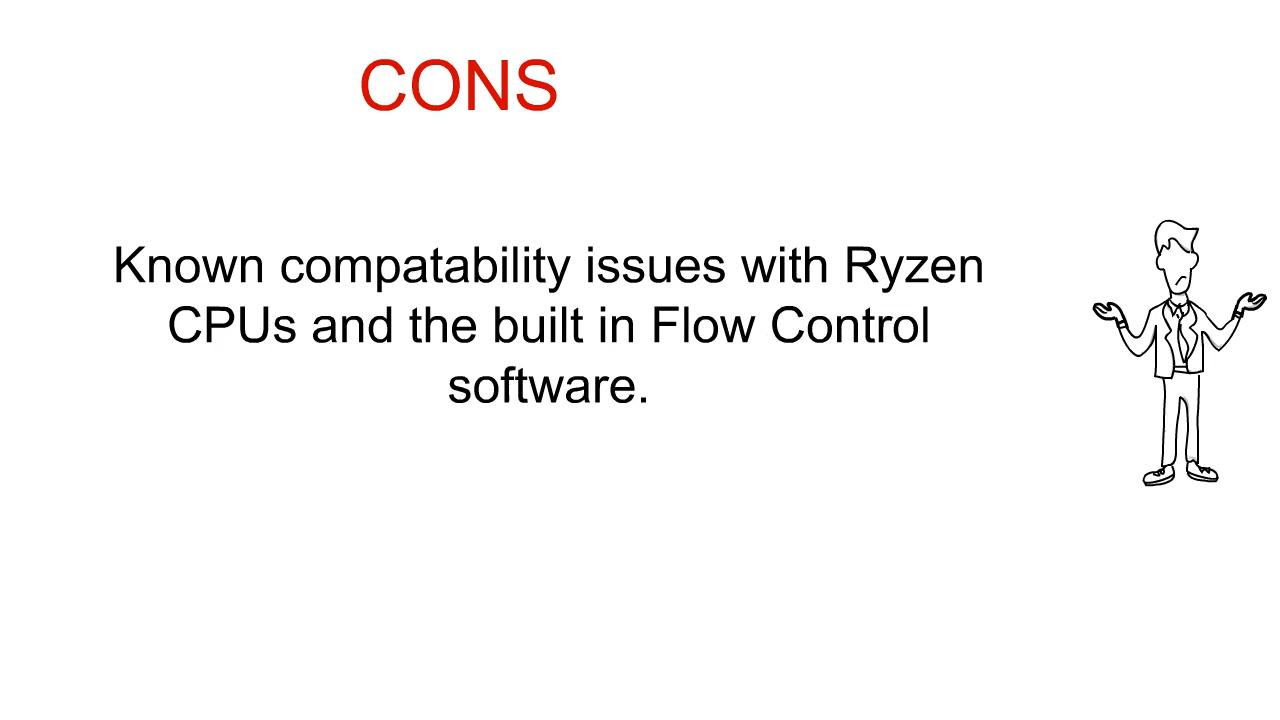 CONS
Known compatability issues with Ryzen
CPUs and the built in Flow Control
software.